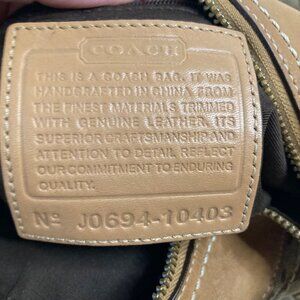 COACH
THIS IS A COACH BAG. IT WAS
HANDCRAFTED IN CHINA FROM
THE FINEST MATERIALS TRIMMED
WITH GENUINE LEATHER. ITS
SUPERIOR CRAFTSMANSHIP AND
ATTENTION TO DETAIL REFLECT
OUR COMMITMENT TO ENDURING
QUALITY.
Nº J0694-10403